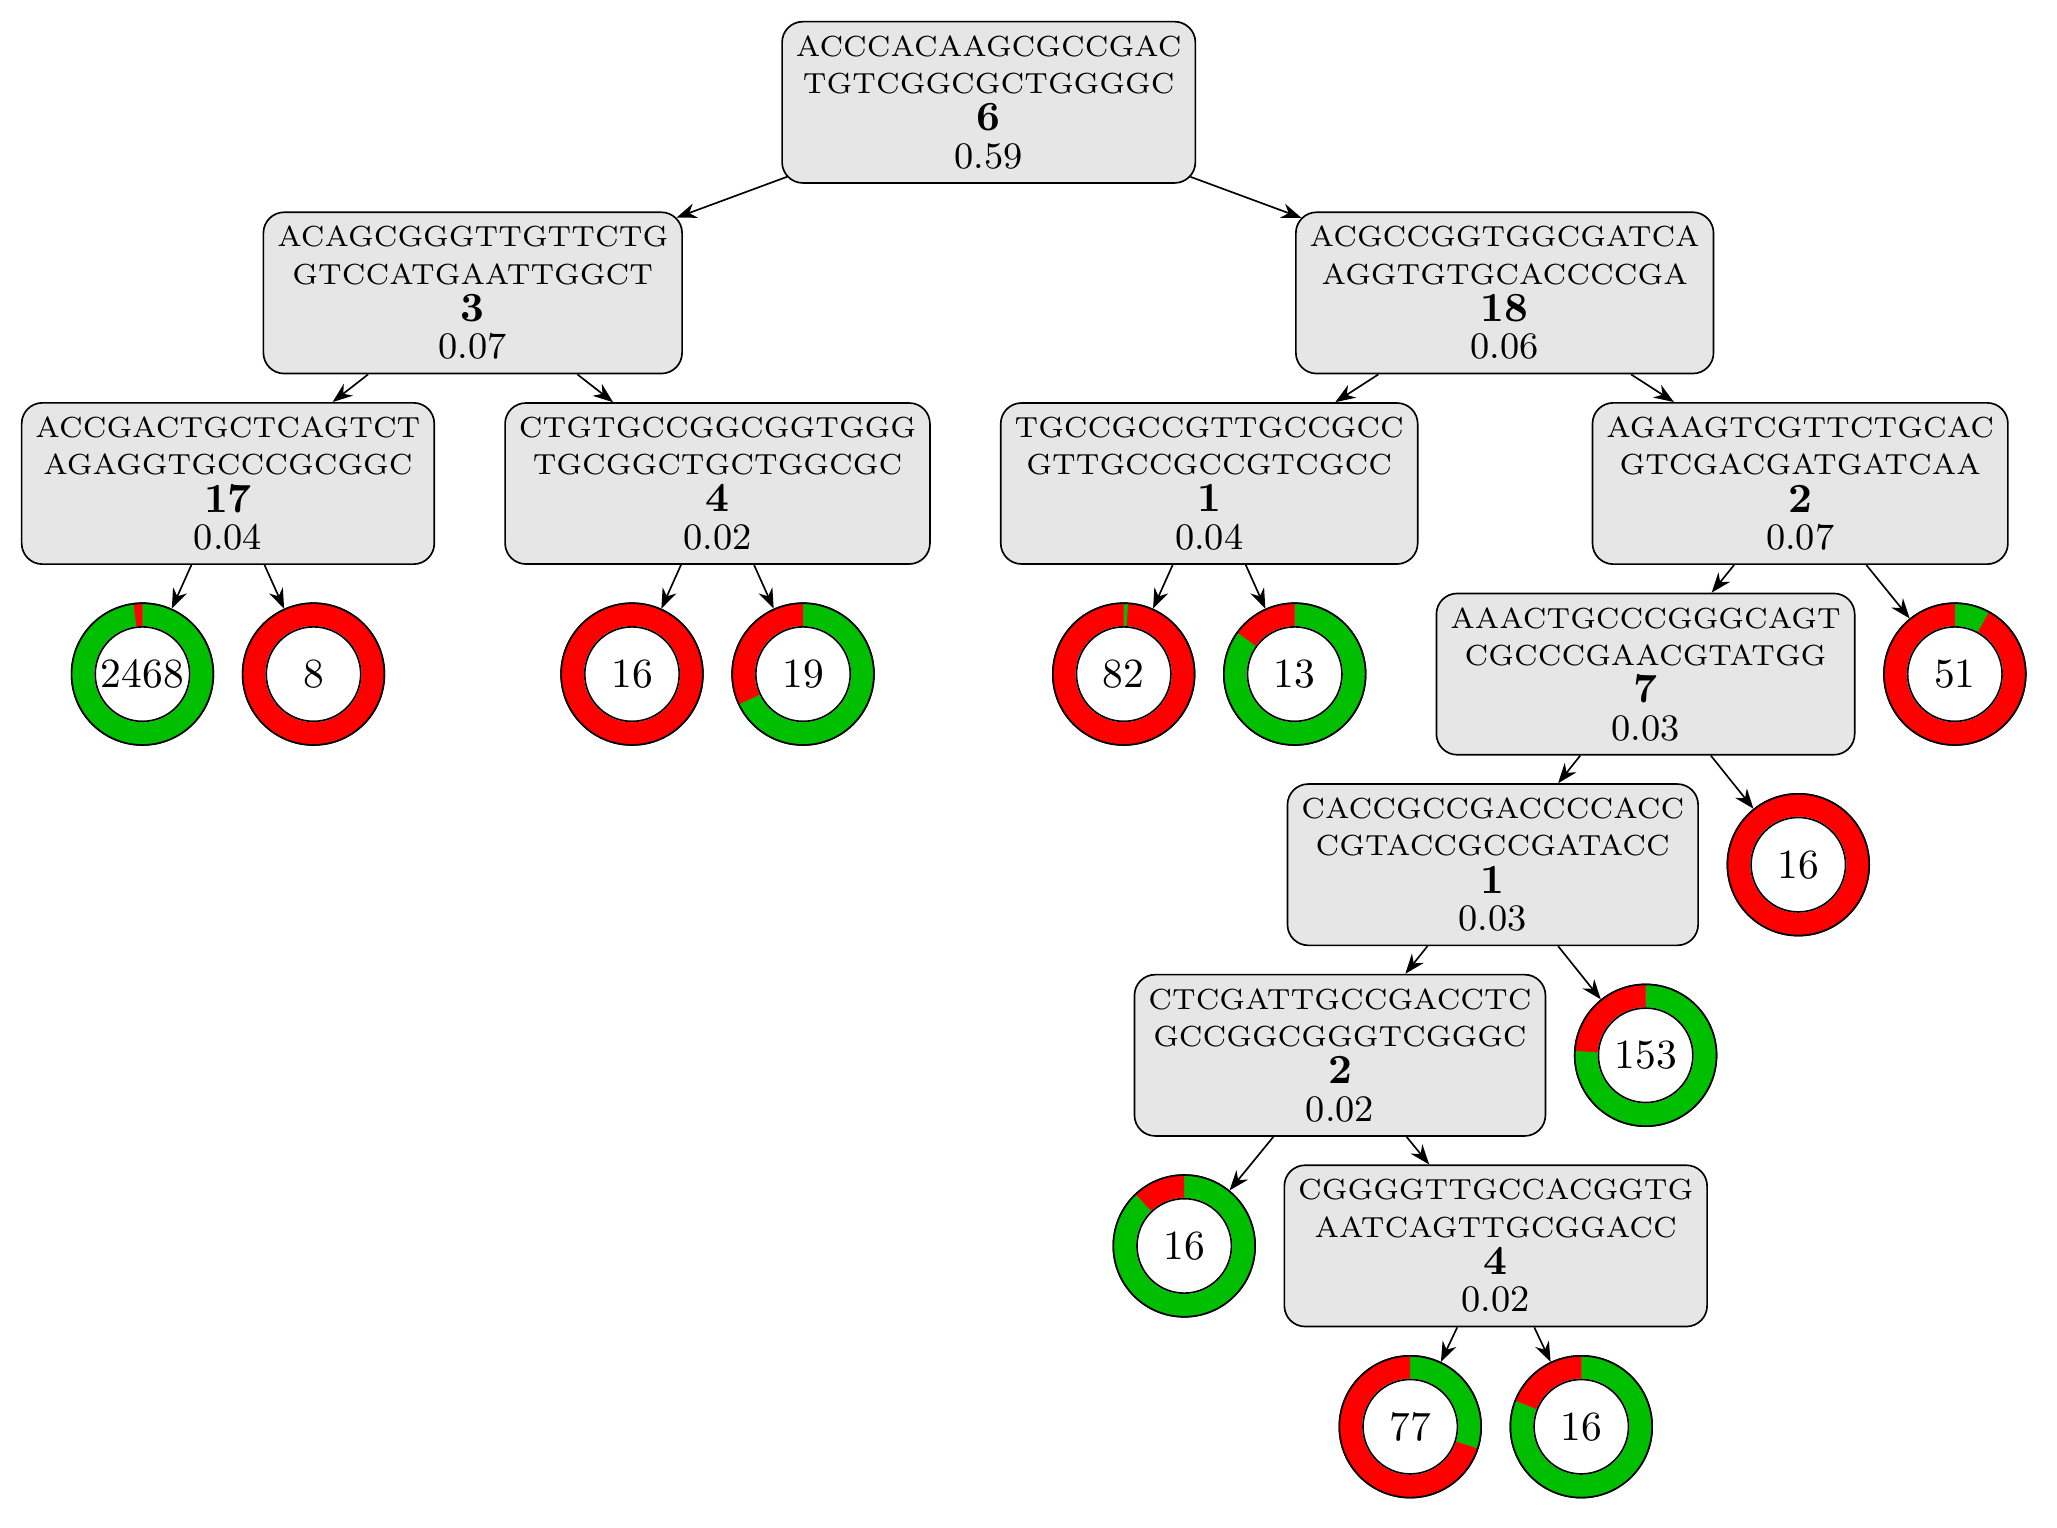 ACCCACAAGCGCCGAC
TGTCGGCGCTGGGGC
6
0.59
ACAGCGGGTTGTTCTG
GTCCATGAATTGGCT
3
0.07
ACGCCGGTGGCGATCA
AGGTGTGCACCCCGA
18
0.06
ACCGACTGCTCAGTCT
AGAGGTGCCCGCGGC
17
0.04
CTGTGCCGGCGGTGGG
TGCGGCTGCTGGCGC
4
0.02
TGCCGCCGTTGCCGCC
GTTGCCGCCGTCGCC
1
0.04
AGAAGTCGTTCTGCAC
GTCGACGATGATCAA
2
0.07
2468
8
16
19
82
13
AAACTGCCCGGGCAGT
CGCCCGAACGTATGG
7
0.03
51
CACCGCCGACCCCACC
CGTACCGCCGATACC
1
0.03
16
CTCGATTGCCGACCTC
GCCGGCGGGTCGGGC
2
0.02
153
16
CGGGGTTGCCACGGTG
AATCAGTTGCGGACC
4
0.02
77
16